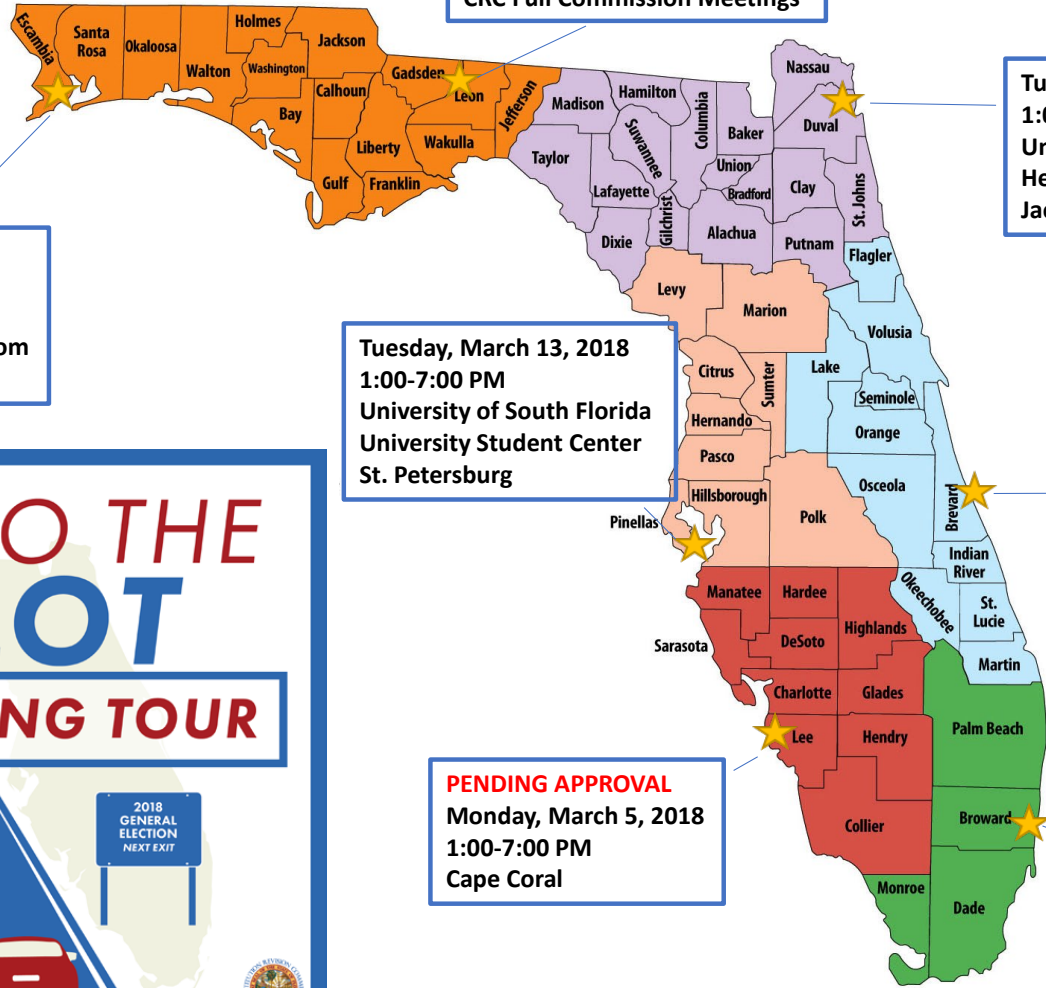 CRC Full Commission Meetings
Escambia
Santa
Rosa
Okaloosa
Holmes
Walton
Washington
Jackson
Bay
Calhoun
Gulf
Liberty
Franklin
Gadsden
Leon
Wakulla
Jefferson
Madison
Taylor
Hamilton
Suwannee
Lafayette
Dixie
Gilchrist
Columbia
Baker
Union
Bradford
Alachua
Nassau
Duval
Clay
St. Johns
Putnam
Flagler
Levy
Marion
Volusia
Citrus
Sumter
Lake
Seminole
Hernando
Orange
Pasco
Osceola
Brevard
Hillsborough
Pinellas
Polk
Indian
River
Okeechobee
St.
Lucie
Martin
Manatee
Hardee
Highlands
Sarasota
DeSoto
Charlotte
Glades
Lee
Hendry
Collier
Palm Beach
Broward
Monroe
Dade
1:0
Tuesday, March 13, 2018
1:00-7:00 PM
University of South Florida
University Student Center
St. Petersburg
PENDING APPROVAL
Monday, March 5, 2018
1:00-7:00 PM
Cape Coral
O THE
OT
NG TOUR
2018
GENERAL
ELECTION
NEXT EXIT